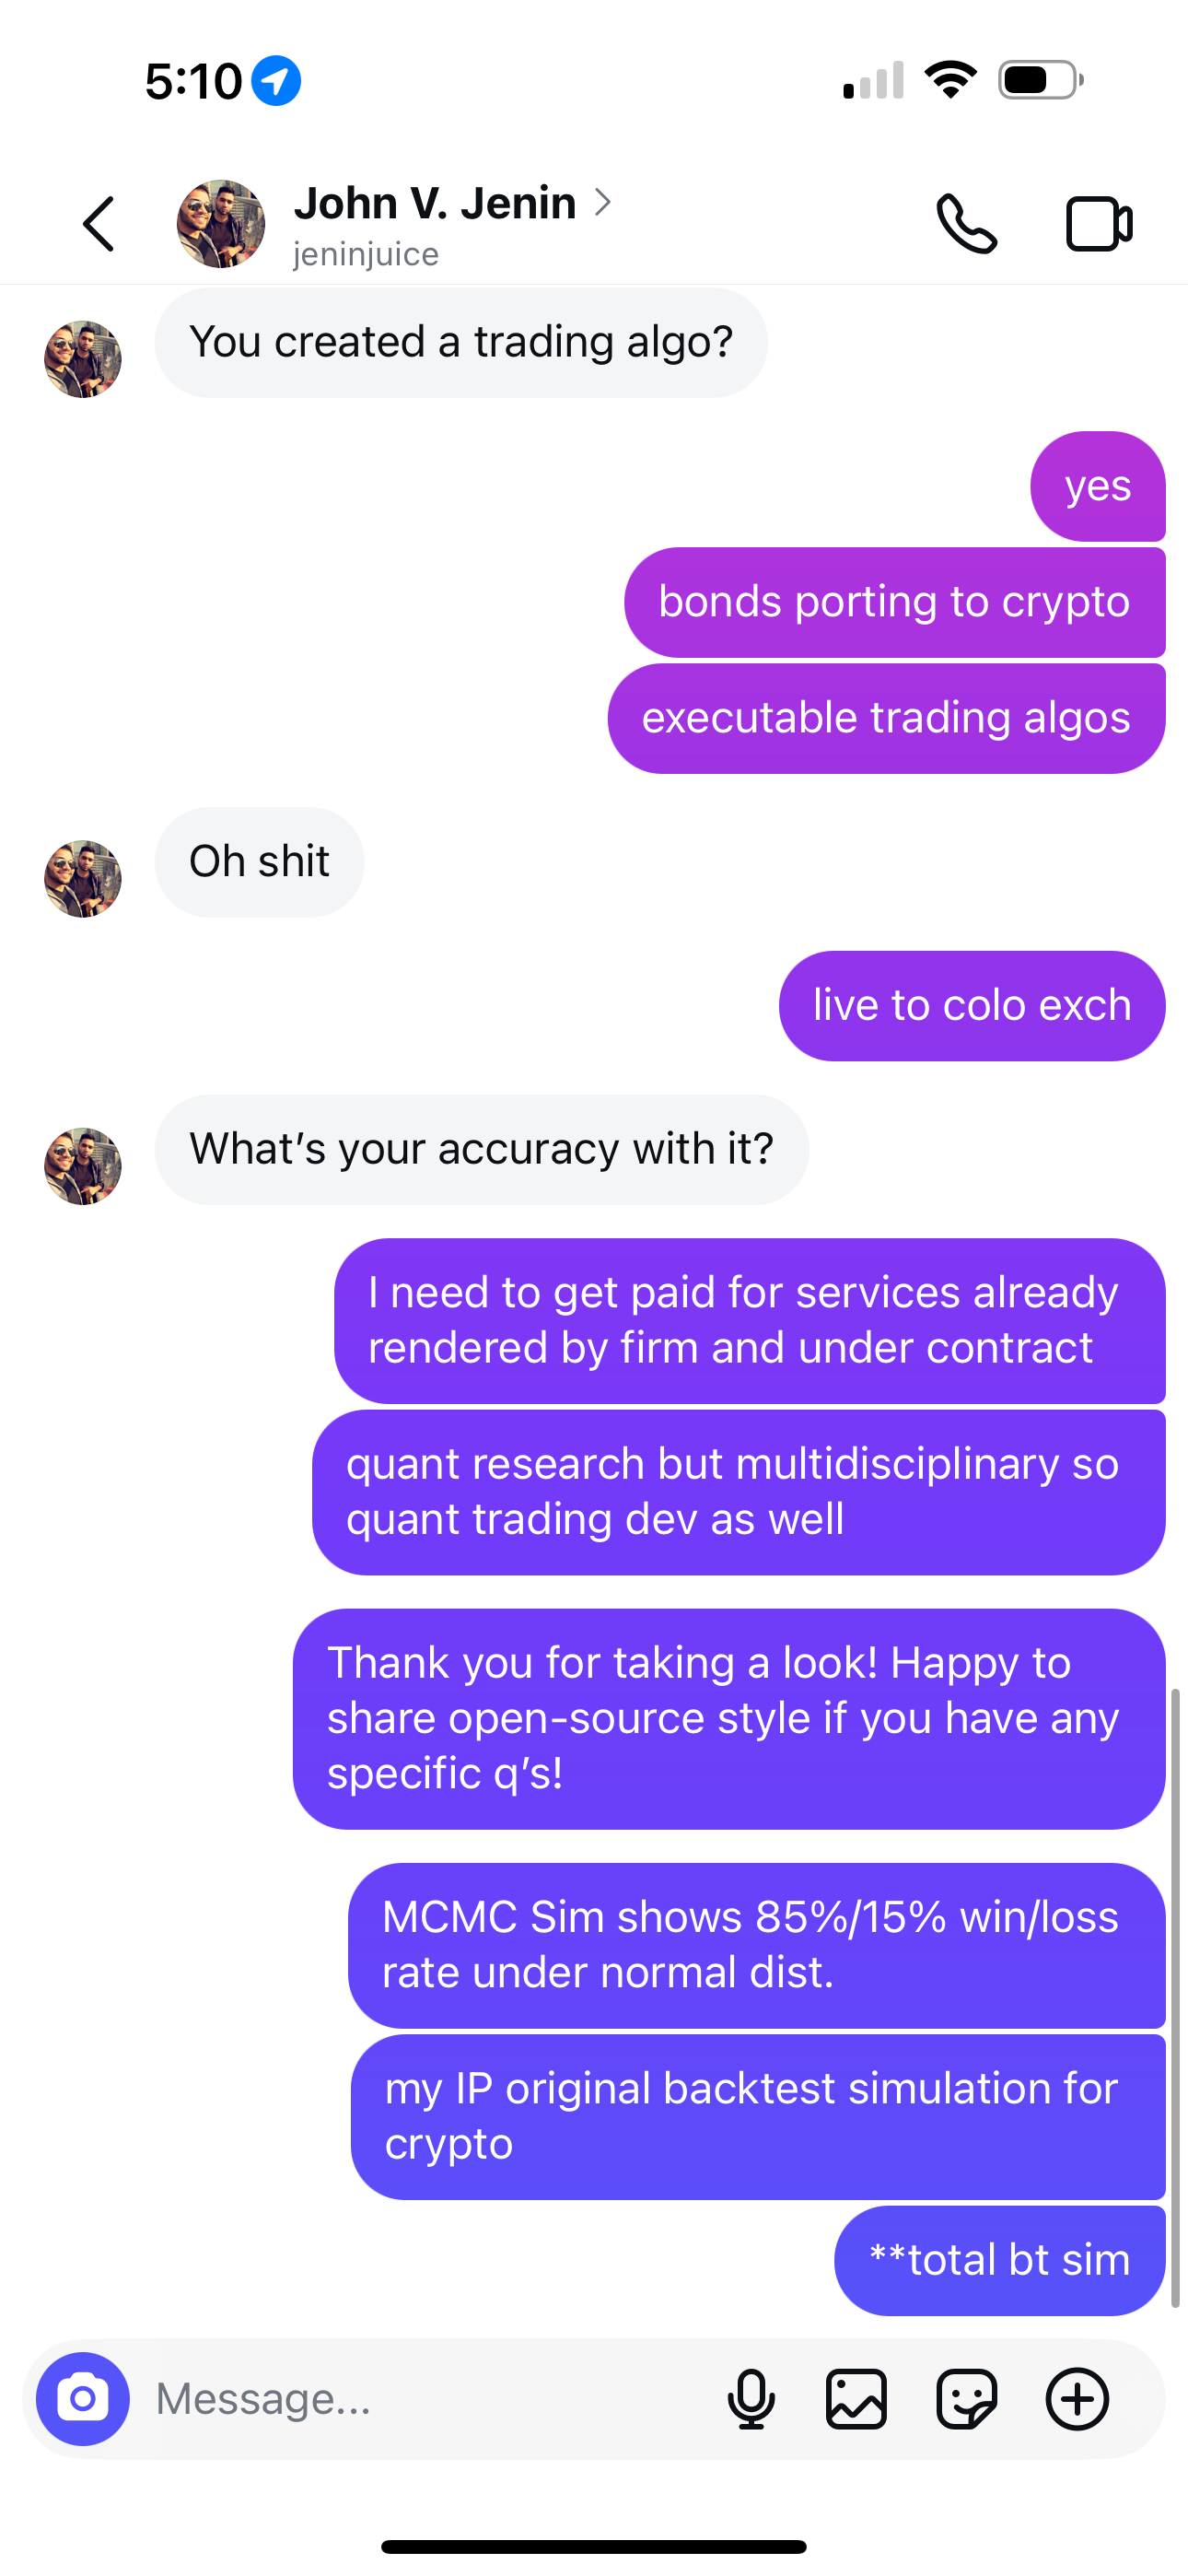 5:10
John V. Jenin
jeninjuice
You created a trading algo?
yes
bonds porting to crypto
executable trading algos
Oh shit
live to colo exch
What's your accuracy with it?
I need to get paid for services already
rendered by firm and under contract
quant research but multidisciplinary so
quant trading dev as well
Thank you for taking a look! Happy to
share open-source style if you have any
specific q's!
MCMC Sim shows 85%/15% win/loss
rate under normal dist.
my IP original backtest simulation for
crypto
**total bt sim
Message...